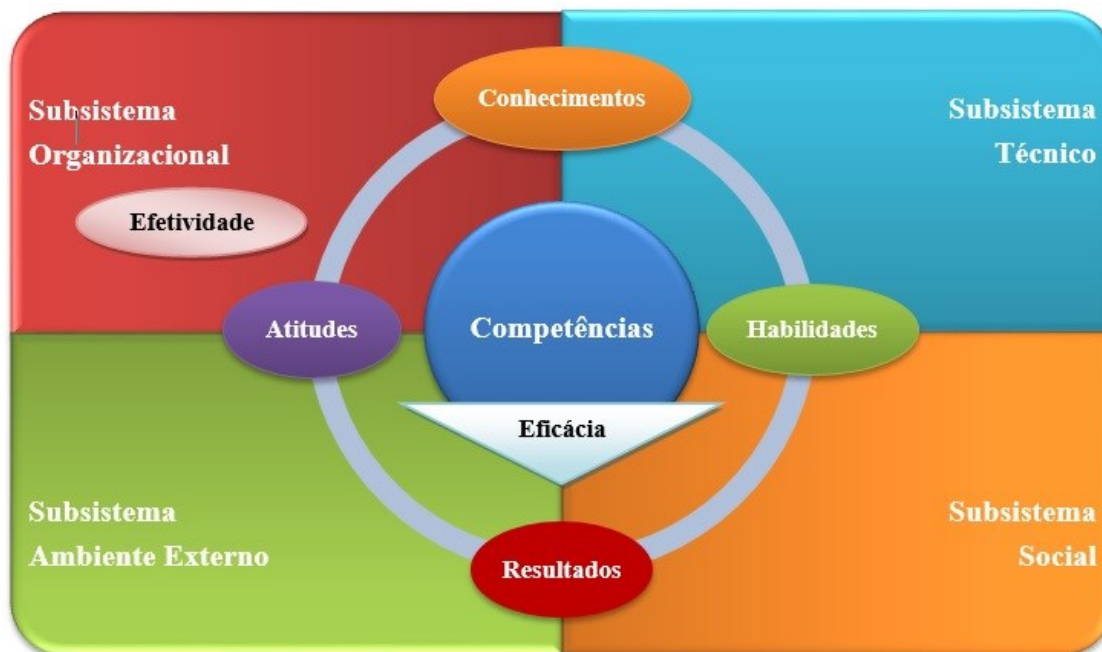 Subsistema
Organizacional
Efetividade
Conhecimentos
Subsistema
Técnico
Atitudes
Competências
Habilidades
Eficácia
Subsistema
Ambiente Externo
Resultados
Subsistema
Social